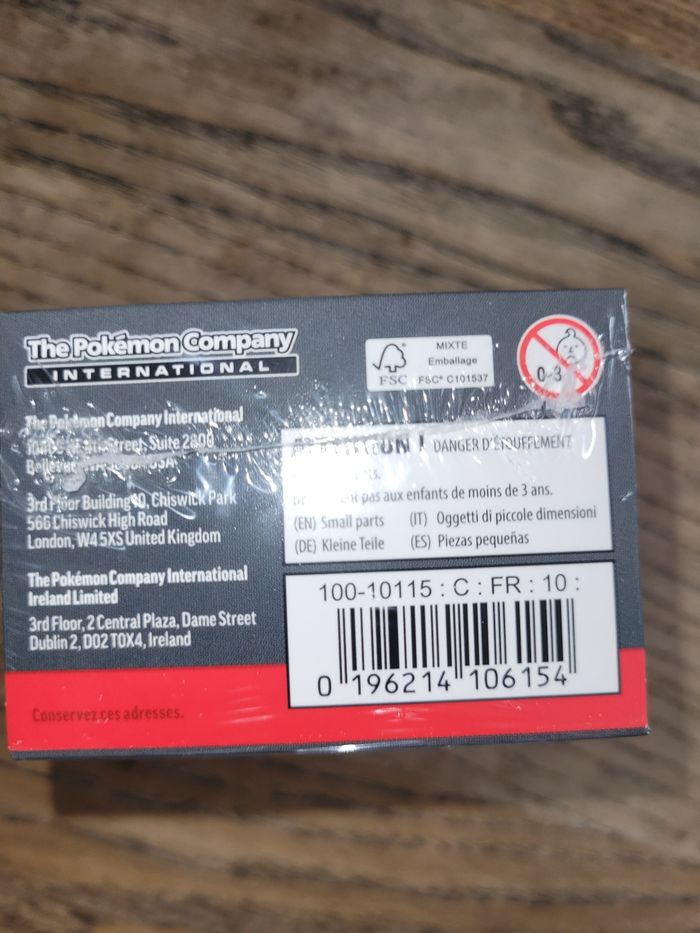 The Pokémon Company
INTERNATIONAL
MIXTE
Emballage
FSC
FSC® C101537
0-3
The Pokémon Company International
Street, Suite 2800
3rd Floor Building 10, Chiswick Park
566 Chiswick High Road
London, W4 5XS United Kingdom
The Pokémon Company International
Ireland Limited
3rd Floor, 2 Central Plaza, Dame Street
Dublin 2, D02 T0X4, Ireland
Conservez ces adresses.
! DANGER D'ÉTOUFFEMENT
pas aux enfants de moins de 3 ans.
(EN) Small parts (IT) Oggetti di piccole dimensioni
(DE) Kleine Teile (ES) Piezas pequeñas
100-10115 : C : FR : 10 :
0 196214 106154